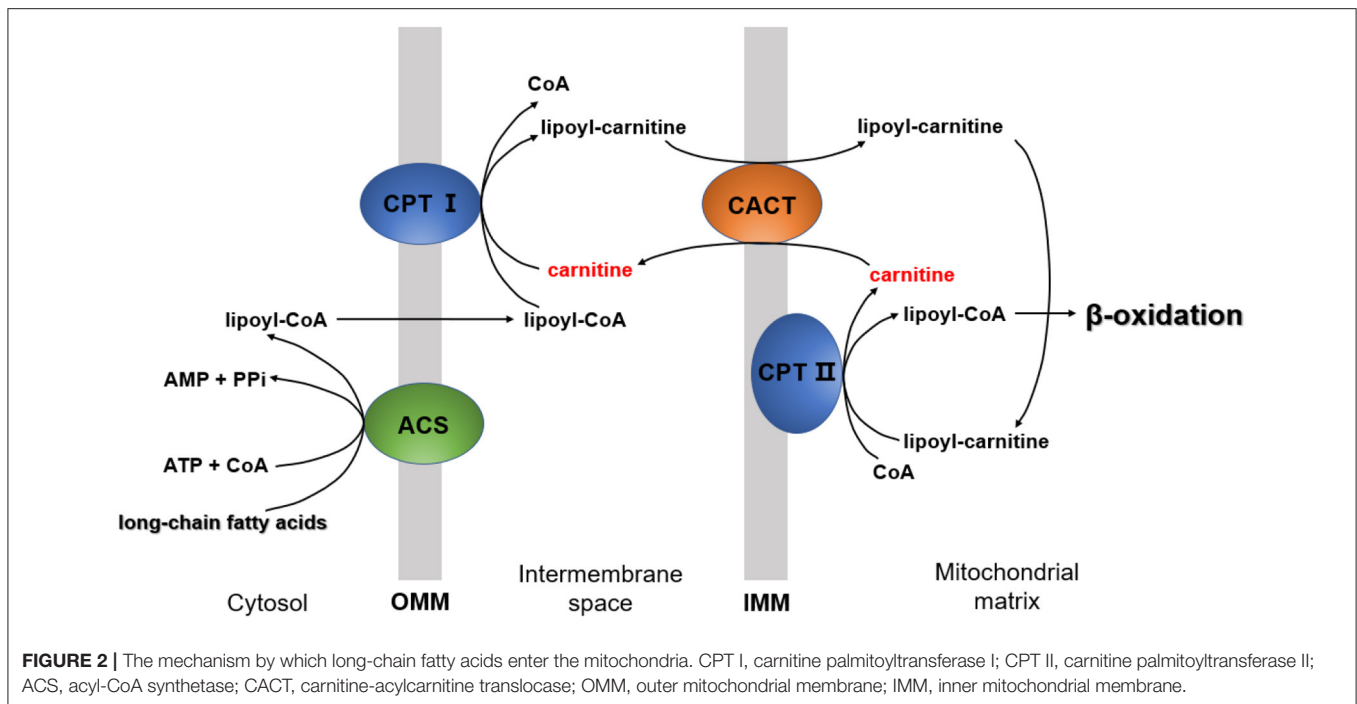 CoA
lipoyl-carnitine
lipoyl-carnitine
CPT I
CACT
carnitine
carnitine
lipoyl-CoA
lipoyl-CoA
lipoyl-CoA
β-oxidation
AMP + PPi
CPT II
ACS
lipoyl-carnitine
ATP + CoA
CoA
long-chain fatty acids
Cytosol
OMM
Intermembrane
space
IMM
Mitochondrial
matrix
FIGURE 2 | The mechanism by which long-chain fatty acids enter the mitochondria. CPT I, carnitine palmitoyltransferase I; CPT II, carnitine palmitoyltransferase II;
ACS, acyl-CoA synthetase; CACT, carnitine-acylcarnitine translocase; OMM, outer mitochondrial membrane; IMM, inner mitochondrial membrane.